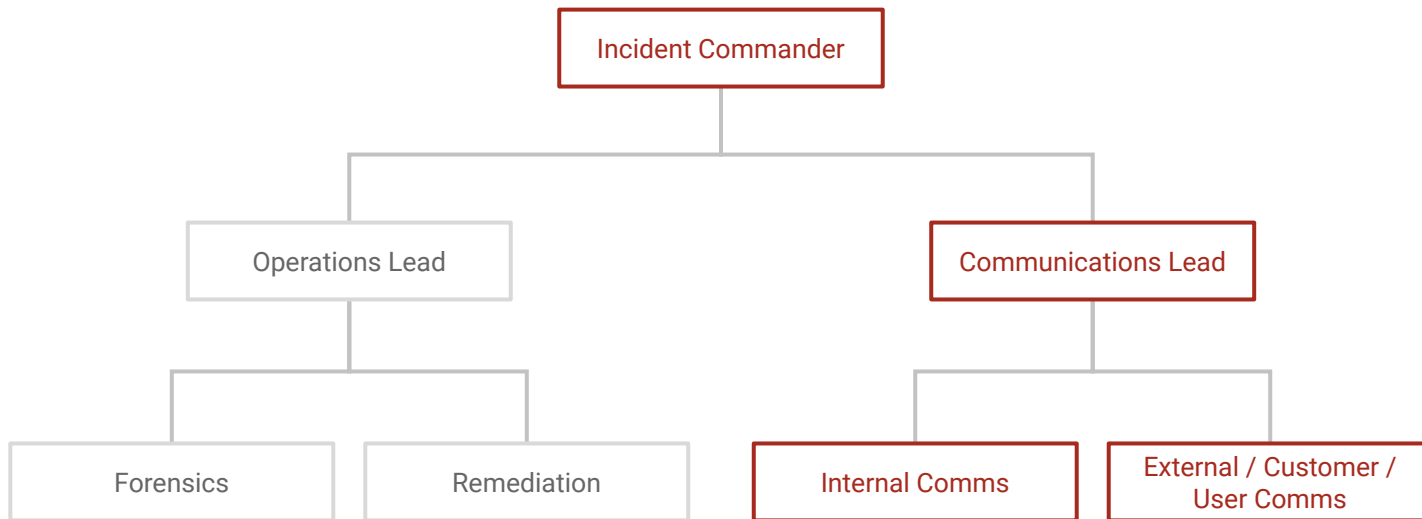 Incident Commander
Operations Lead
Communications Lead
Forensics
Remediation
Internal Comms
External / Customer /
User Comms